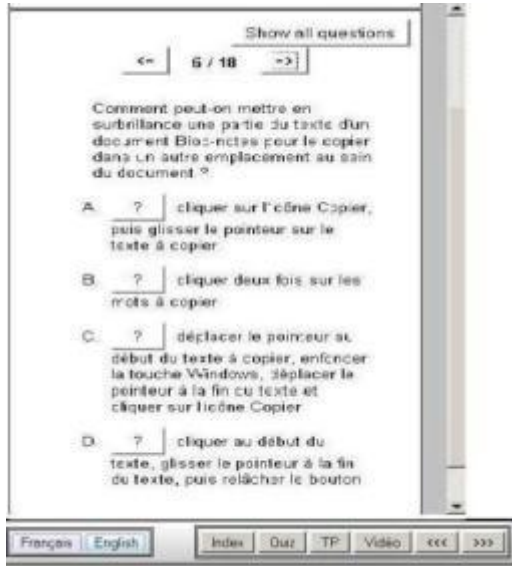 Show all questions
<= 6 / 18 =>
Comment peut-on mettre en
surbrillance une partie du texte d'un
document Bloc-notes pour le copier
dans un autre emplacement au sein
du document ?
A. ? cliquer sur l'icône Copier,
puis glisser le pointeur sur le
texte à copier
B. ? cliquer deux fois sur les
mots à copier
C. ? déplacer le pointeur au
début du texte à copier, enfoncer
la touche Windows, déplacer le
pointeur à la fin du texte et
cliquer sur l'icône Copier
D. ? cliquer au début du
texte, glisser le pointeur à la fin
du texte, puis relâcher le bouton
Français English Index Quiz TP Vidéo <<< >>>